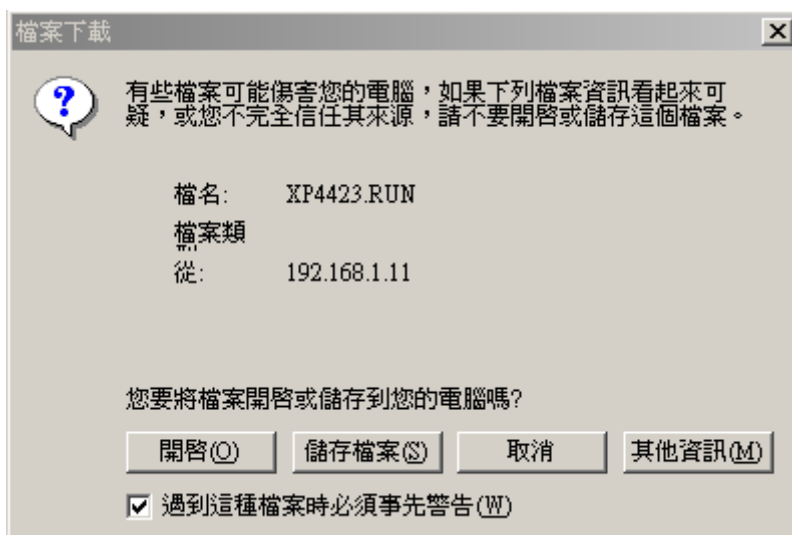 檔案下載
有些檔案可能傷害您的電腦，如果下列檔案資訊看起來可
疑，或您不完全信任其來源，請不要開啓或儲存這個檔案。
檔名: XP4423.RUN
檔案類
從: 192.168.1.11
您要將檔案開啓或儲存到您的電腦嗎?
開啓(O) 儲存檔案(S) 取消 其他資訊(M)
遇到這種檔案時必須事先警告(W)